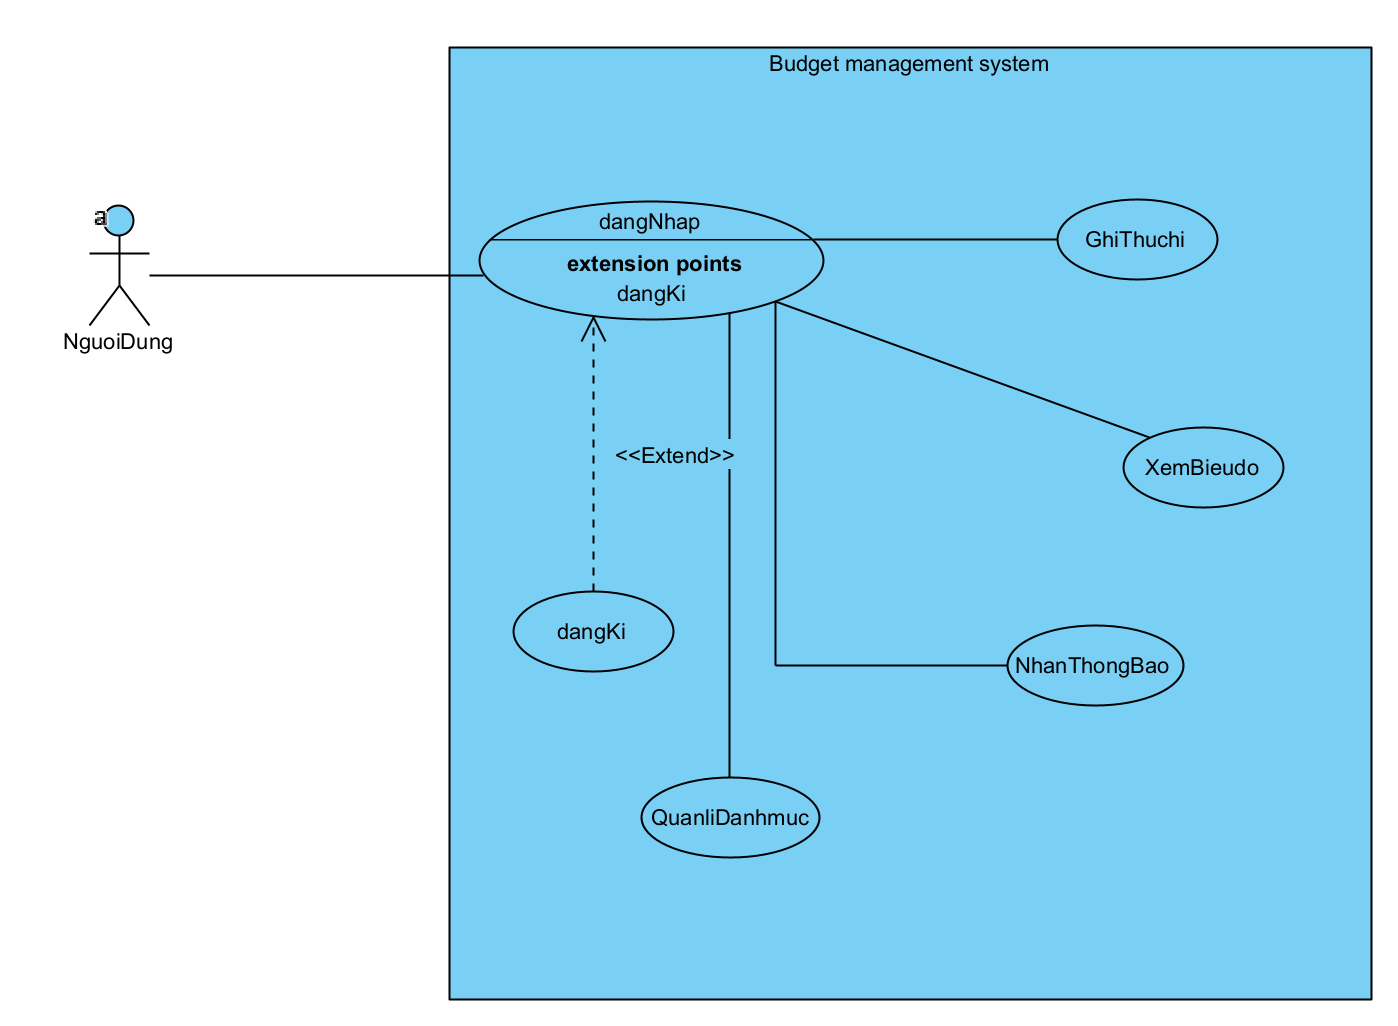 Budget management system
a
NguoiDung
dangNhap
extension points
dangKi
GhiThuchi
XemBieudo
<<Extend>>
dangKi
NhanThongBao
QuanliDanhmuc